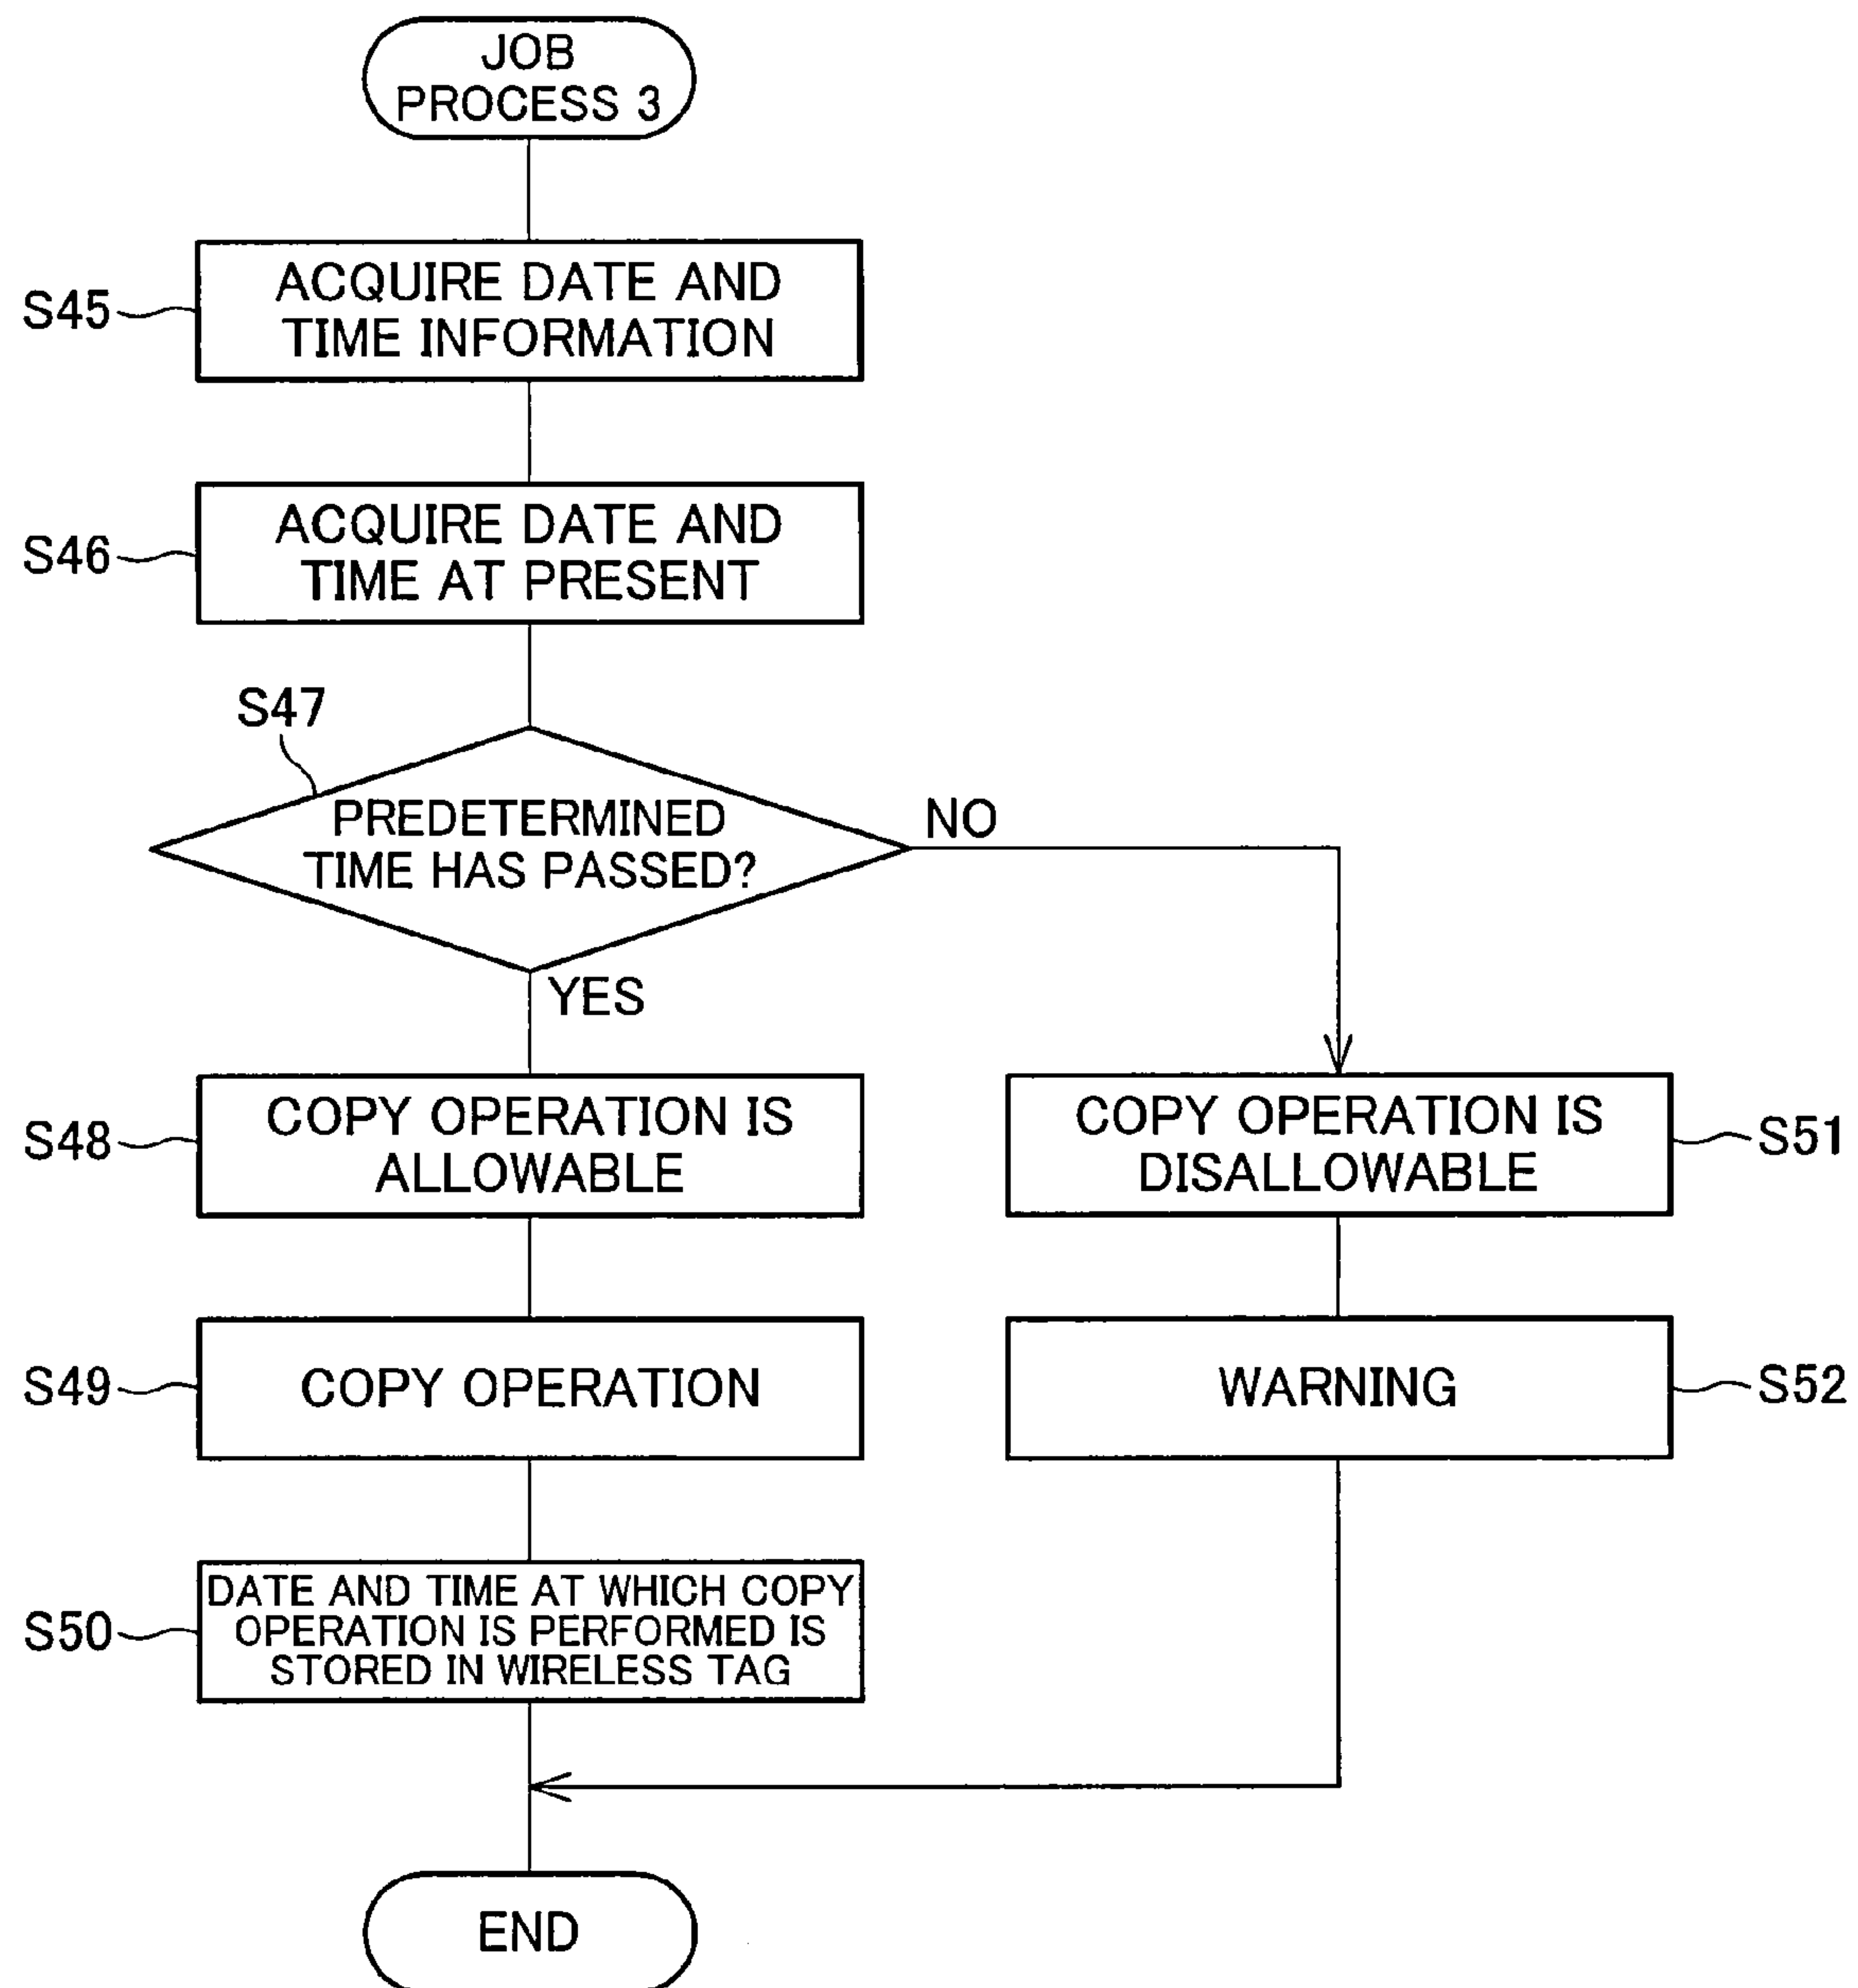 JOB
PROCESS 3
S45
ACQUIRE DATE AND
TIME INFORMATION
S46
ACQUIRE DATE AND
TIME AT PRESENT
S47
PREDETERMINED
TIME HAS PASSED?
NO
YES
S48
COPY OPERATION IS
ALLOWABLE
COPY OPERATION IS
DISALLOWABLE
S51
S49
COPY OPERATION
WARNING
S52
S50
DATE AND TIME AT WHICH COPY
OPERATION IS PERFORMED IS
STORED IN WIRELESS TAG
END